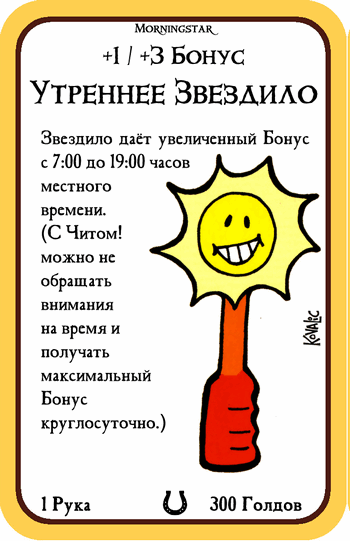 Morningstar
+1 / +3 Бонус
Утреннее Звездило
Звездило даёт увеличенный Бонус
с 7:00 до 19:00 часов
местного
времени.
(С Читом!
можно не
обращать
внимания
на время и
получать
максимальный
Бонус
круглосуточно.)
Kovalic
1 Рука
300 Голдов